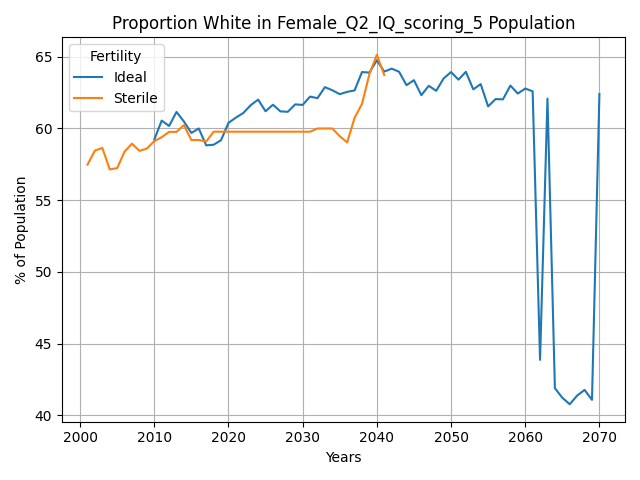 Proportion White in Female_Q2_IQ_scoring_5 Population
Fertility
Ideal
Sterile
% of Population
65
60
55
50
45
40
2000 2010 2020 2030 2040 2050 2060 2070
Years